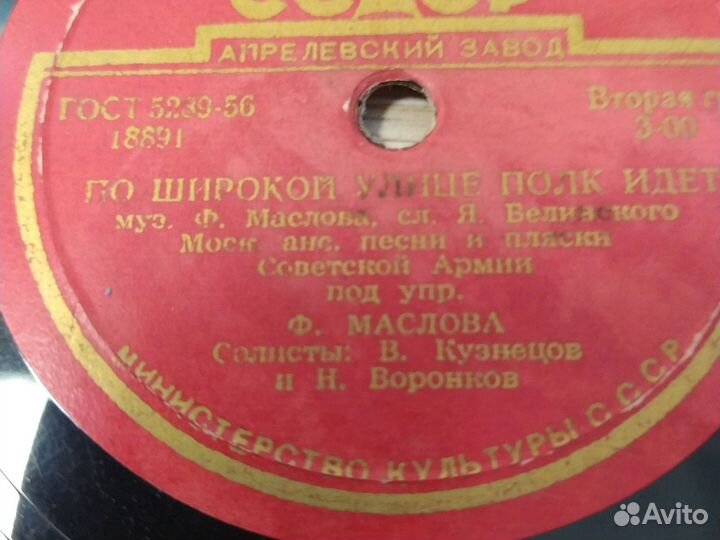 АПРЕЛЕВСКИЙ ЗАВОД
ГОСТ 5289-56
Вторая г
18891
3-00
ПО ШИРОКОЙ УЛИЦЕ ПОЛК ИДЕТ
муз. Ф. Маслова, сл. Я. Белинского
Моск. анс. песни и пляски
Советской Армии
под упр.
Ф. МАСЛОВА
Солисты: В. Кузнецов
и Н. Воронков
МИНИСТЕРСТВО КУЛЬТУРЫ СССР
Avito